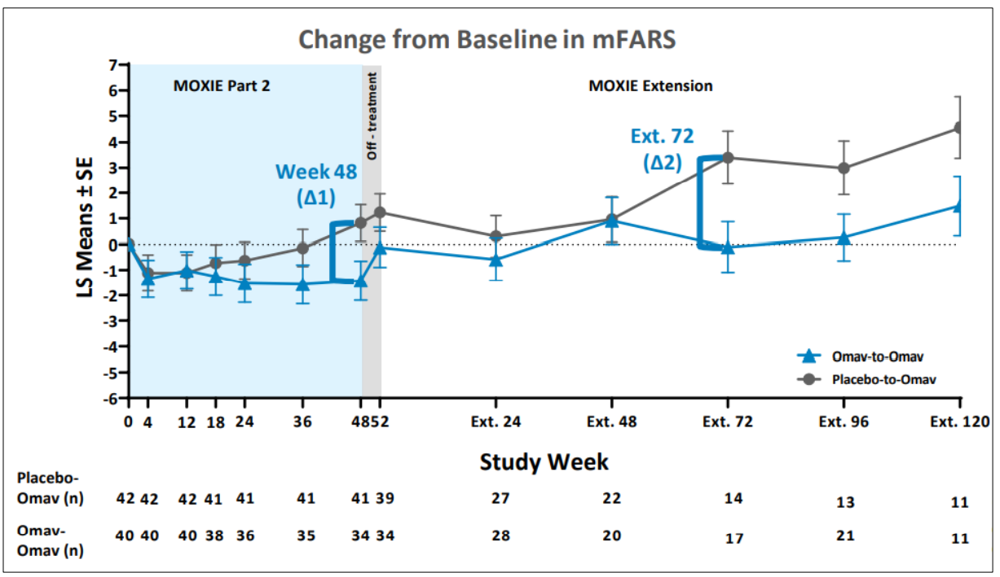 Change from Baseline in mFARS
7
6
5
4
3
2
1
0
-1
-2
-3
-4
-5
-6
LS Means ± SE
MOXIE Part 2
Off - treatment
MOXIE Extension
Week 48
(Δ1)
Ext. 72
(Δ2)
Omav-to-Omav
Placebo-to-Omav
0 4 12 18 24 36 48 52 Ext. 24 Ext. 48 Ext. 72 Ext. 96 Ext. 120
Study Week
Placebo-
Omav (n) 42 42 42 41 41 41 41 39 27 22 14 13 11
Omav-
Omav (n) 40 40 40 38 36 35 34 34 28 20 17 21 11